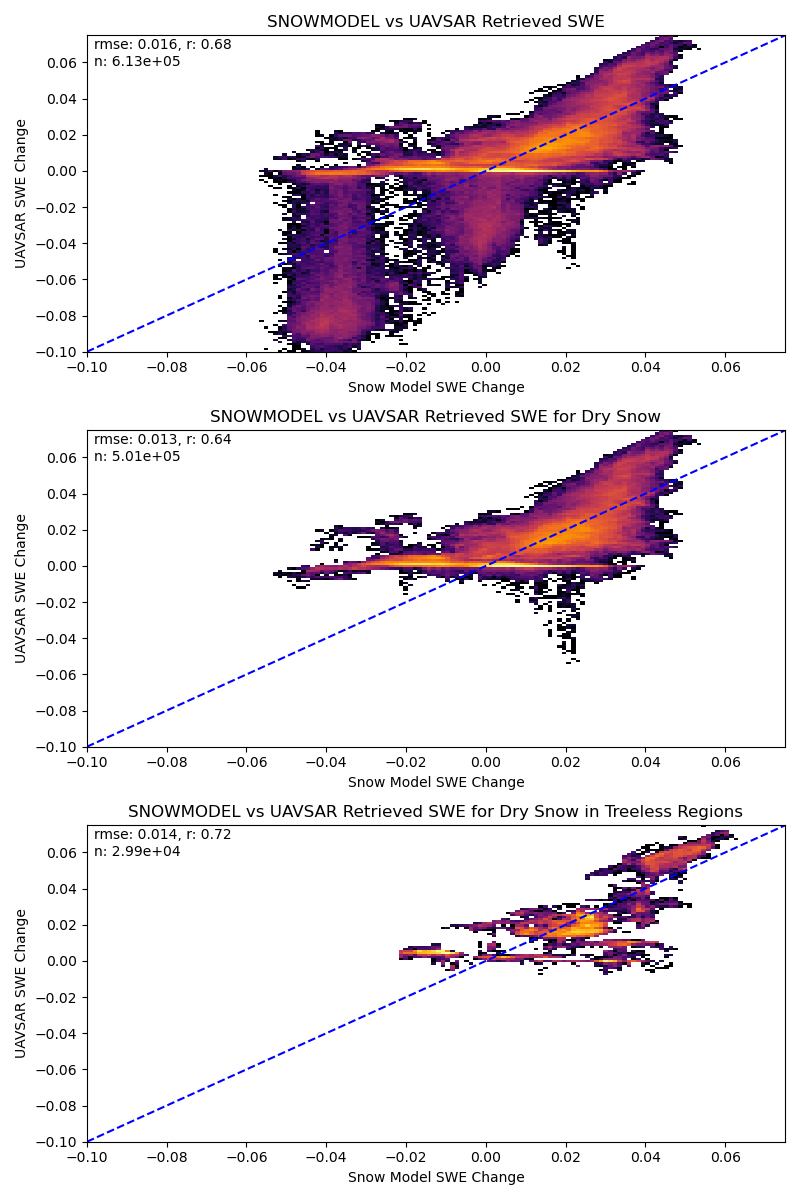 SNOWMODEL vs UAVSAR Retrieved SWE
rmse: 0.016, r: 0.68
n: 6.13e+05
0.06
0.04
0.02
0.00
−0.02
−0.04
−0.06
−0.08
−0.10
UAVSAR SWE Change
−0.10 −0.08 −0.06 −0.04 −0.02 0.00 0.02 0.04 0.06
Snow Model SWE Change
SNOWMODEL vs UAVSAR Retrieved SWE for Dry Snow
rmse: 0.013, r: 0.64
n: 5.01e+05
0.06
0.04
0.02
0.00
−0.02
−0.04
−0.06
−0.08
−0.10
UAVSAR SWE Change
−0.10 −0.08 −0.06 −0.04 −0.02 0.00 0.02 0.04 0.06
Snow Model SWE Change
SNOWMODEL vs UAVSAR Retrieved SWE for Dry Snow in Treeless Regions
rmse: 0.014, r: 0.72
n: 2.99e+04
0.06
0.04
0.02
0.00
−0.02
−0.04
−0.06
−0.08
−0.10
UAVSAR SWE Change
−0.10 −0.08 −0.06 −0.04 −0.02 0.00 0.02 0.04 0.06
Snow Model SWE Change